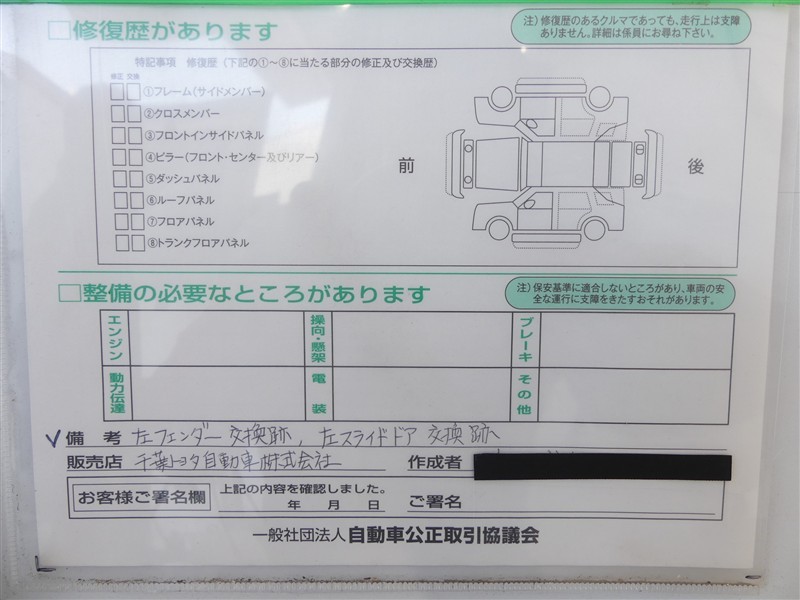 □修復歴があります
注）修復歴のあるクルマであっても、走行上は支障
ありません。詳細は係員にお尋ね下さい。
特記事項 修復歴（下記の①～⑧に当たる部分の修正及び交換歴）
修正 交換
□□①フレーム（サイドメンバー）
□□②クロスメンバー
□□③フロントインサイドパネル
□□④ピラー（フロント・センター及びリアー）
□□⑤ダッシュパネル
□□⑥ルーフパネル
□□⑦フロアパネル
□□⑧トランクフロアパネル
前
後
□整備の必要なところがあります
注）保安基準に適合しないところがあり、車両の安
全な運行に支障をきたすおそれがあります。
エンジン
操向・懸架
ブレーキ
動力伝達
電装
その他
✓備考 左フェンダー交換跡, 左スライドドア交換跡
販売店 千葉トヨタ自動車株式会社 作成者
お客様ご署名欄
上記の内容を確認しました。
年 月 日
ご署名
一般社団法人 自動車公正取引協議会